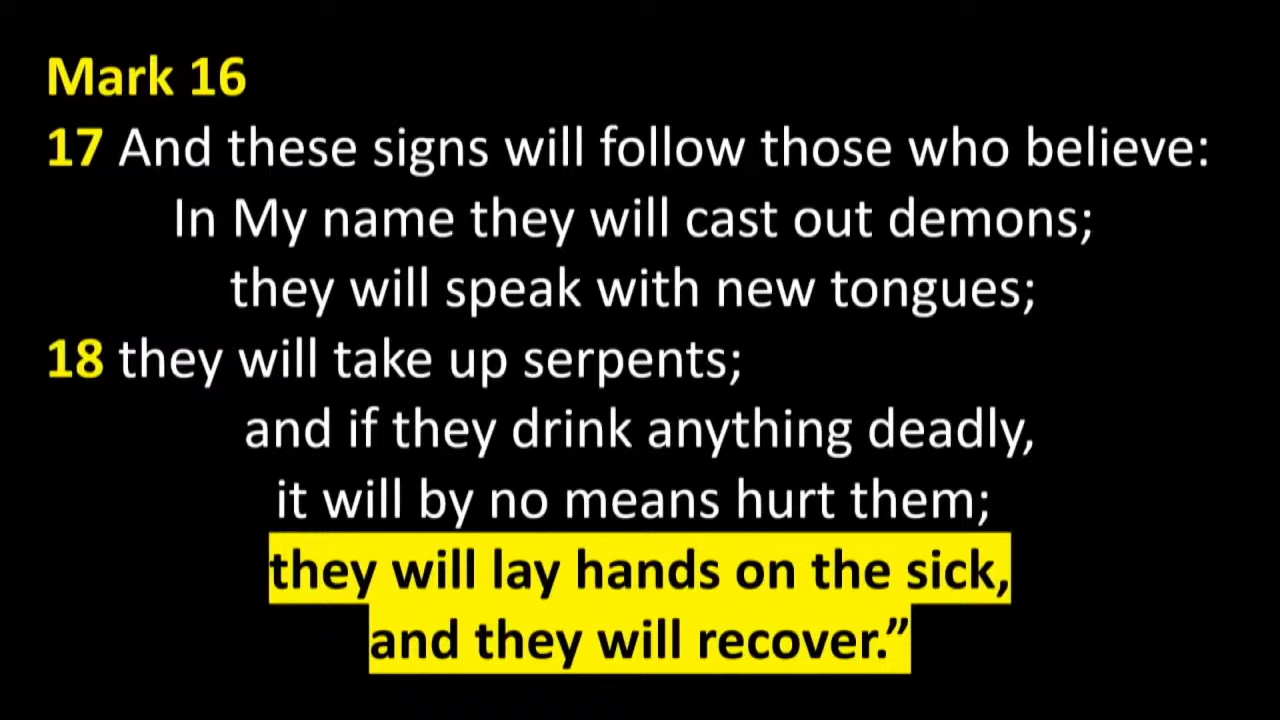 Mark 16
17 And these signs will follow those who believe:
In My name they will cast out demons;
they will speak with new tongues;
18 they will take up serpents;
and if they drink anything deadly,
it will by no means hurt them;
they will lay hands on the sick,
and they will recover.”